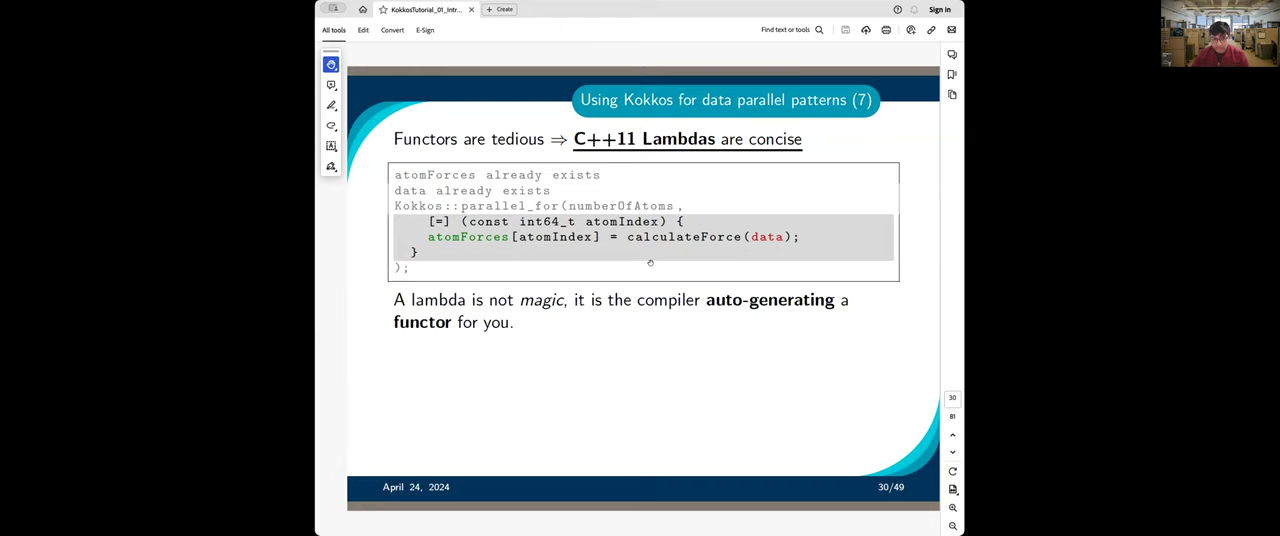 KokkosTutorial_01_Intr...
Create
Sign in
All tools
Edit
Convert
E-Sign
Find text or tools
Using Kokkos for data parallel patterns (7)
Functors are tedious ⇒ C++11 Lambdas are concise
atomForces already exists
data already exists
Kokkos::parallel_for(numberOfAtoms,
[=] (const int64_t atomIndex) {
atomForces[atomIndex] = calculateForce(data);
}
);
A lambda is not magic, it is the compiler auto-generating a
functor for you.
30
81
April 24, 2024
30/49